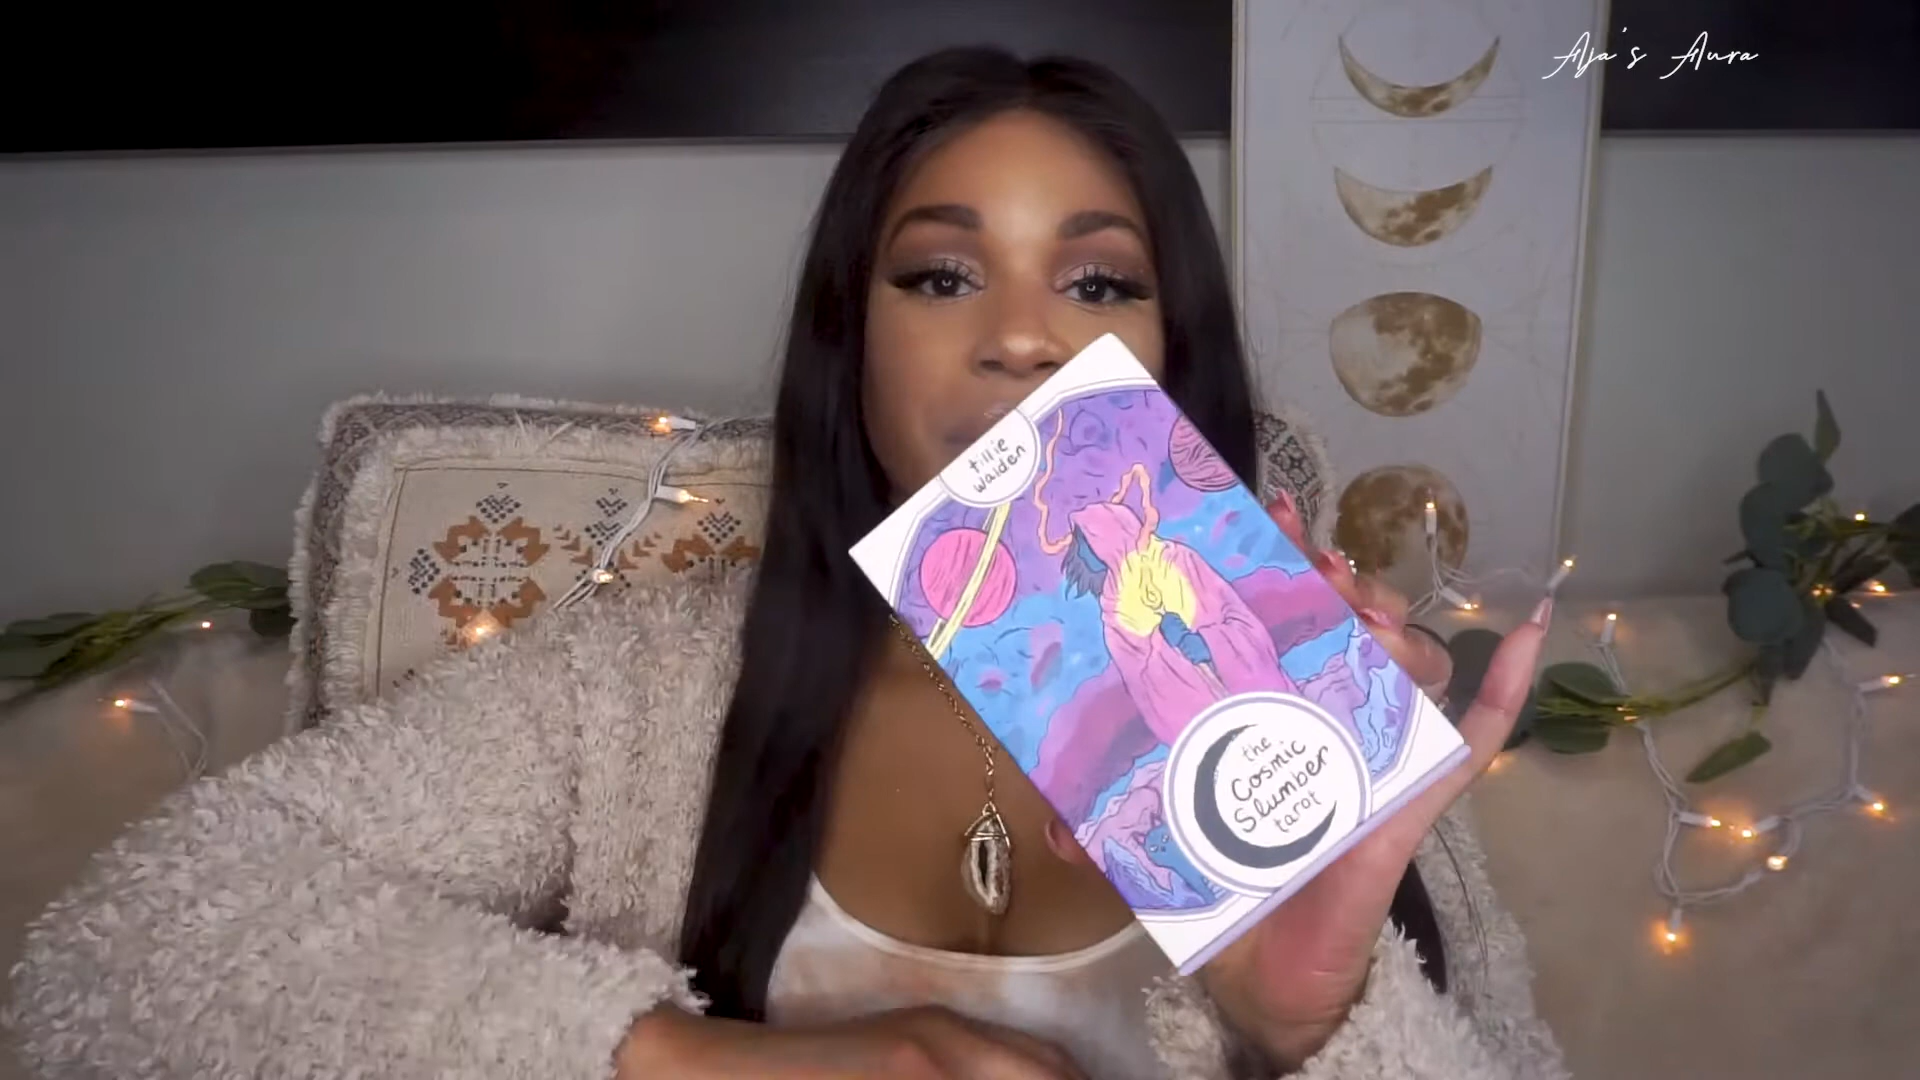 Aja's Aura
tillie
walden
the
Cosmic
Slumber
tarot